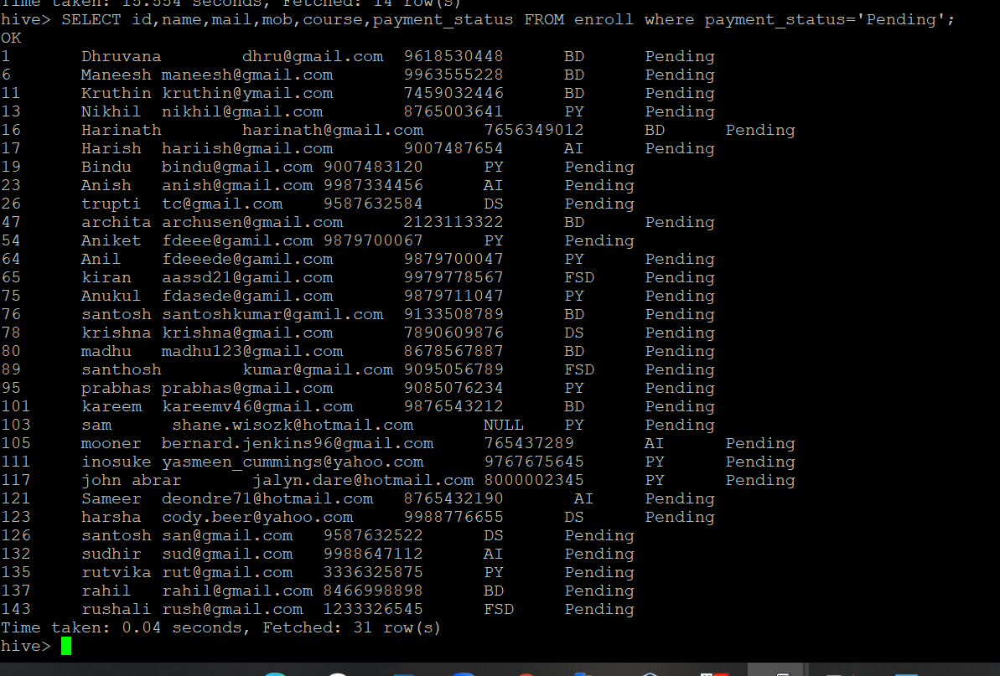 Time taken: 15.554 seconds, Fetched: 14 row(s)
hive> SELECT id,name,mail,mob,course,payment_status FROM enroll where payment_status='Pending';
OK
1 Dhruvana dhru@gmail.com 9618530448 BD Pending
6 Maneesh maneesh@gmail.com 9963555228 BD Pending
11 Kruthin kruthin@ymail.com 7459032446 BD Pending
13 Nikhil nikhil@gmail.com 8765003641 PY Pending
16 Harinath harinath@gmail.com 7656349012 BD Pending
17 Harish hariish@gmail.com 9007487654 AI Pending
19 Bindu bindu@gmail.com 9007483120 PY Pending
23 Anish anish@gmail.com 9987334456 AI Pending
26 trupti tc@gmail.com 9587632584 DS Pending
47 archita archusen@gmail.com 2123113322 BD Pending
54 Aniket fdeee@gamil.com 9879700067 PY Pending
64 Anil fdeeede@gamil.com 9879700047 PY Pending
65 kiran aassd21@gamil.com 9979778567 FSD Pending
75 Anukul fdasede@gamil.com 9879711047 PY Pending
76 santosh santoshkumar@gamil.com 9133508789 BD Pending
78 krishna krishna@gmail.com 7890609876 DS Pending
80 madhu madhu123@gmail.com 8678567887 BD Pending
89 santhosh kumar@gmail.com 9095056789 FSD Pending
95 prabhas prabhas@gmail.com 9085076234 PY Pending
101 kareem kareemv46@gmail.com 9876543212 BD Pending
103 sam shane.wisozk@hotmail.com NULL PY Pending
105 mooner bernard.jenkins96@gmail.com 765437289 AI Pending
111 inosuke yasmeen_cummings@yahoo.com 9767675645 PY Pending
117 john abrar jalyn.dare@hotmail.com 8000002345 PY Pending
121 Sameer deondre71@hotmail.com 8765432190 AI Pending
123 harsha cody.beer@yahoo.com 9988776655 DS Pending
126 santosh san@gmail.com 9587632522 DS Pending
132 sudhir sud@gmail.com 9988647112 AI Pending
135 rutvika rut@gmail.com 3336325875 PY Pending
137 rahil rahil@gmail.com 8466998898 BD Pending
143 rushali rush@gmail.com 1233326545 FSD Pending
Time taken: 0.04 seconds, Fetched: 31 row(s)
hive>